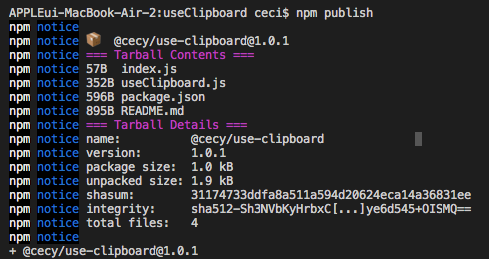 APPLEui-MacBook-Air-2:useClipboard ceci$ npm publish
npm notice
npm notice 📦  @cecy/use-clipboard@1.0.1
npm notice === Tarball Contents ===
npm notice 57B  index.js
npm notice 352B useClipboard.js
npm notice 596B package.json
npm notice 895B README.md
npm notice === Tarball Details ===
npm notice name:          @cecy/use-clipboard
npm notice version:       1.0.1
npm notice package size:  1.0 kB
npm notice unpacked size: 1.9 kB
npm notice shasum:        31174733ddfa8a511a594d20624eca14a36831ee
npm notice integrity:     sha512-Sh3NVbKyHrbxC[...]ye6d545+OISMQ==
npm notice total files:   4
npm notice
+ @cecy/use-clipboard@1.0.1